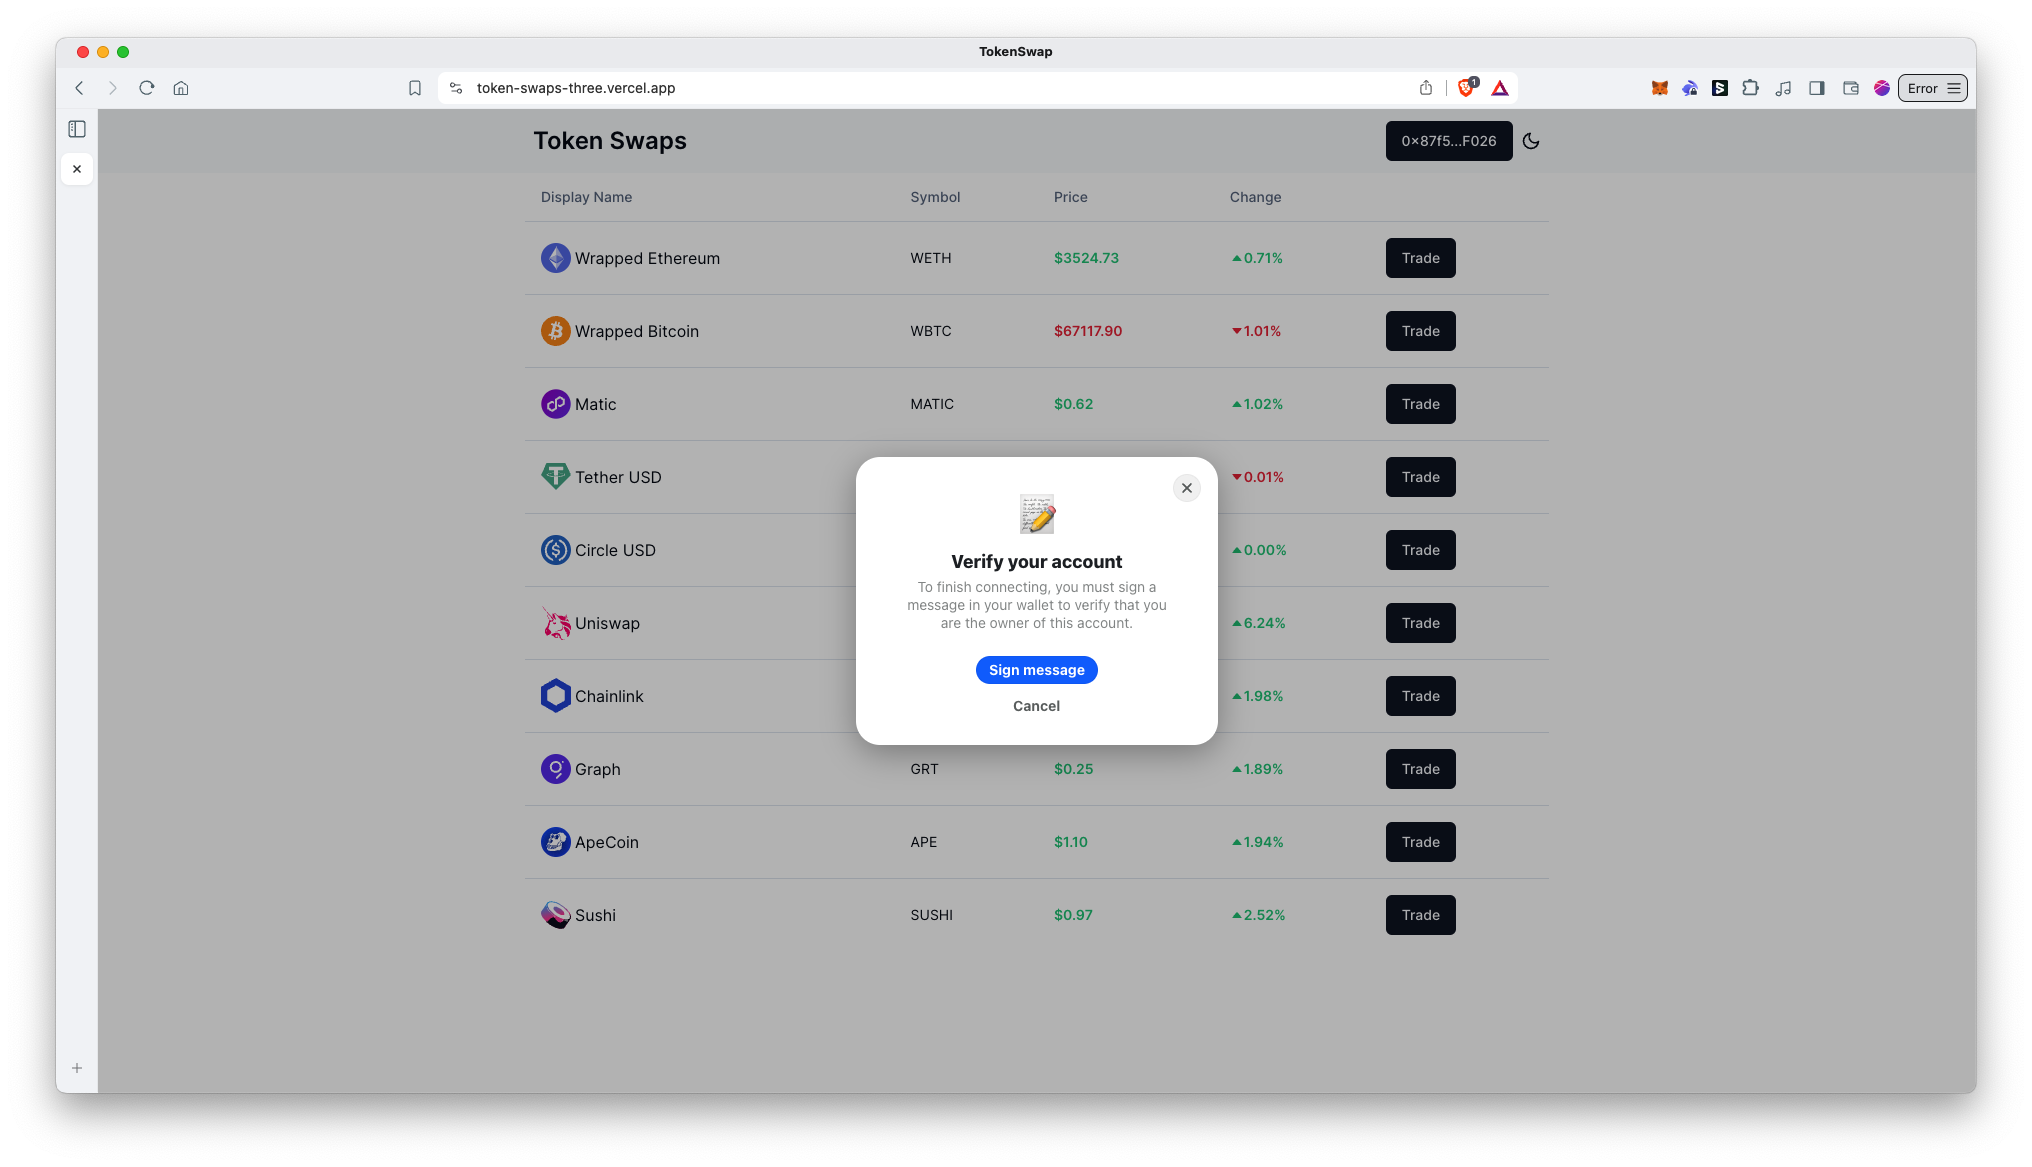 TokenSwap
token-swaps-three.vercel.app
1
Error
Token Swaps
0x87f5...F026
Display Name Symbol Price Change
Wrapped Ethereum WETH $3524.73 0.71% Trade
Wrapped Bitcoin WBTC $67117.90 1.01% Trade
Matic MATIC $0.62 1.02% Trade
Tether USD 0.01% Trade
Circle USD 0.00% Trade
Uniswap 6.24% Trade
Chainlink 1.98% Trade
Graph GRT $0.25 1.89% Trade
ApeCoin APE $1.10 1.94% Trade
Sushi SUSHI $0.97 2.52% Trade
Verify your account
To finish connecting, you must sign a
message in your wallet to verify that you
are the owner of this account.
Sign message
Cancel